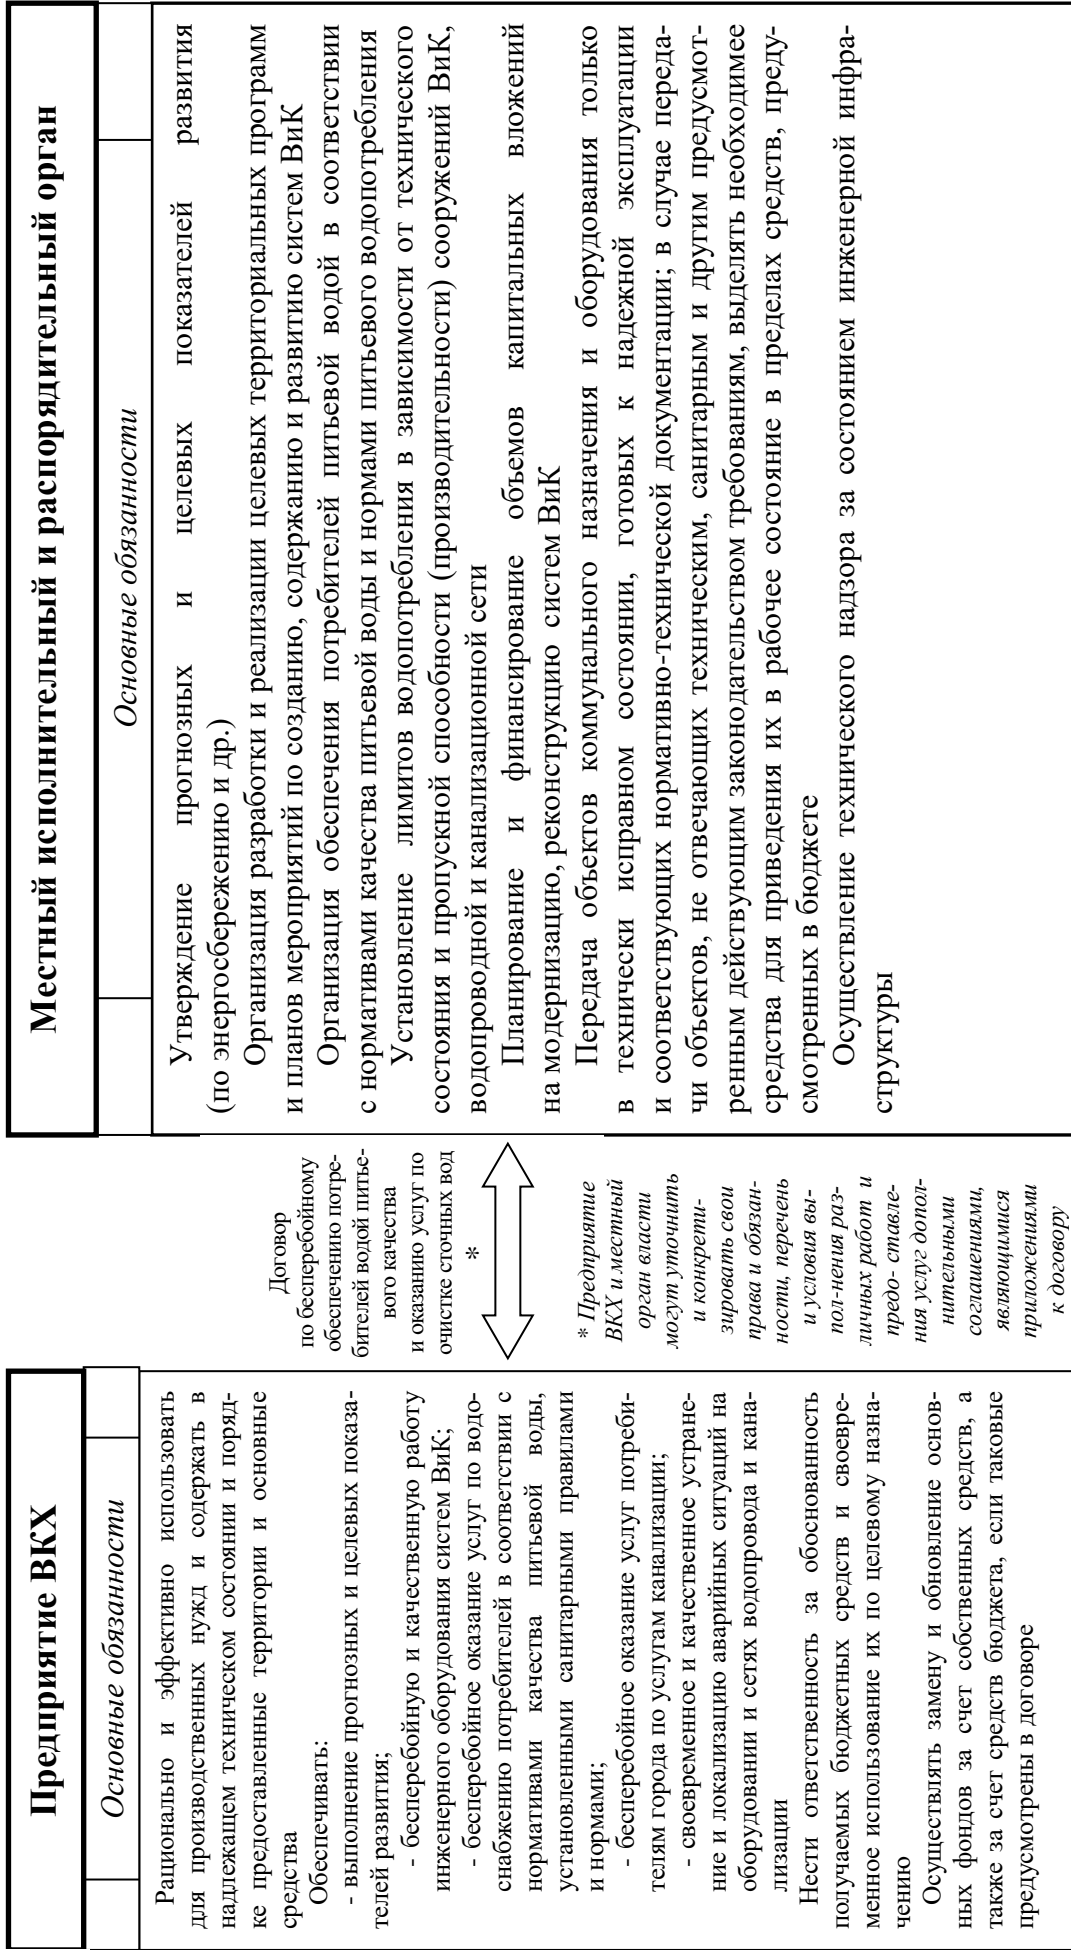 Предприятие ВКХ
Основные обязанности
Рационально и эффективно использовать
для производственных нужд и содержать в
надлежащем техническом состоянии и поряд-
ке предоставленные территории и основные
средства
Обеспечивать:
- выполнение прогнозных и целевых показа-
телей развития;
- бесперебойную и качественную работу
инженерного оборудования систем ВиК;
- бесперебойное оказание услуг по водо-
снабжению потребителей в соответствии с
нормативами качества питьевой воды,
установленными санитарными правилами
и нормами;
- бесперебойное оказание услуг потреби-
телям города по услугам канализации;
- своевременное и качественное устране-
ние и локализацию аварийных ситуаций на
оборудовании и сетях водопровода и кана-
лизации
Нести ответственность за обоснованность
получаемых бюджетных средств и своевре-
менное использование их по целевому назна-
чению
Осуществлять замену и обновление основ-
ных фондов за счет собственных средств, а
также за счет средств бюджета, если таковые
предусмотрены в договоре
Договор
по бесперебойному
обеспечению потре-
бителей водой питье-
вого качества
и оказанию услуг по
очистке сточных вод
*
* Предприятие
ВКХ и местный
орган власти
могут уточнить
и конкрети-
зировать свои
права и обязан-
ности, перечень
и условия вы-
пол-нения раз-
личных работ и
предо- ставле-
ния услуг допол-
нительными
соглашениями,
являющимися
приложениями
к договору
Местный исполнительный и распорядительный орган
Основные обязанности
Утверждение прогнозных и целевых показателей развития
(по энергосбережению и др.)
Организация разработки и реализации целевых территориальных программ
и планов мероприятий по созданию, содержанию и развитию систем ВиК
Организация обеспечения потребителей питьевой водой в соответствии
с нормативами качества питьевой воды и нормами питьевого водопотребления
Установление лимитов водопотребления в зависимости от технического
состояния и пропускной способности (производительности) сооружений ВиК,
водопроводной и канализационной сети
Планирование и финансирование объемов капитальных вложений
на модернизацию, реконструкцию систем ВиК
Передача объектов коммунального назначения и оборудования только
в технически исправном состоянии, готовых к надежной эксплуатации
и соответствующих нормативно-технической документации; в случае переда-
чи объектов, не отвечающих техническим, санитарным и другим предусмот-
ренным действующим законодательством требованиям, выделять необходимое
средства для приведения их в рабочее состояние в пределах средств, преду-
смотренных в бюджете
Осуществление технического надзора за состоянием инженерной инфра-
структуры